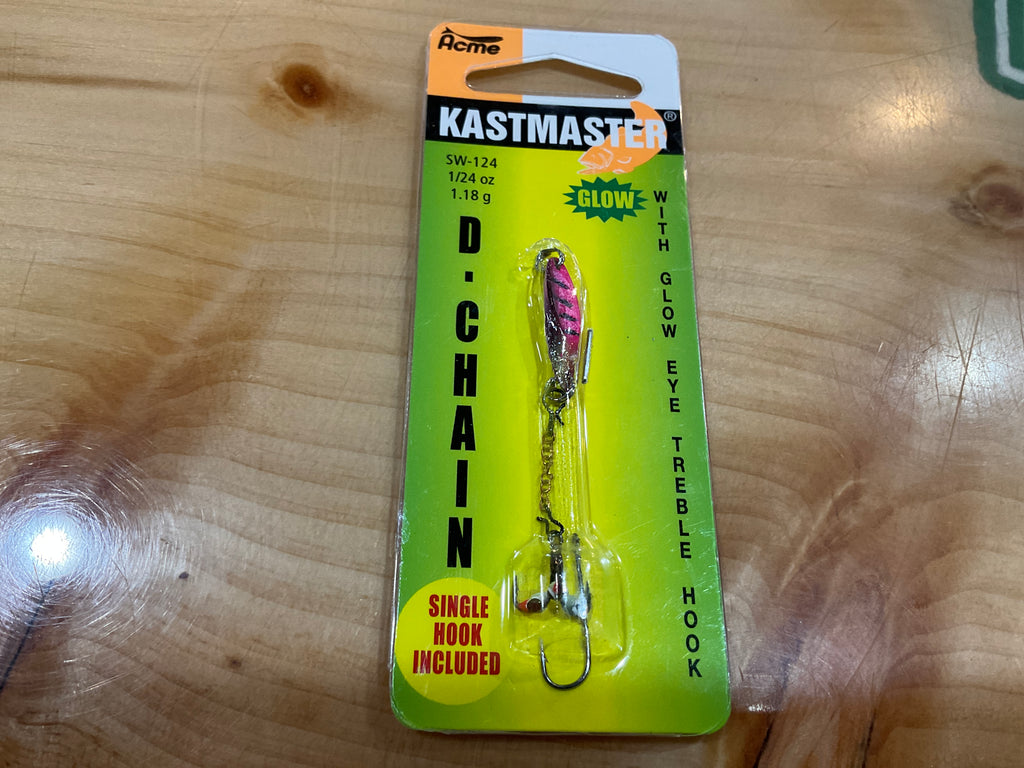 Acme
KASTMASTER®
SW-124
1/24 oz
1.18 g
GLOW
D·CHAIN
WITH GLOW EYE TREBLE HOOK
SINGLE
HOOK
INCLUDED